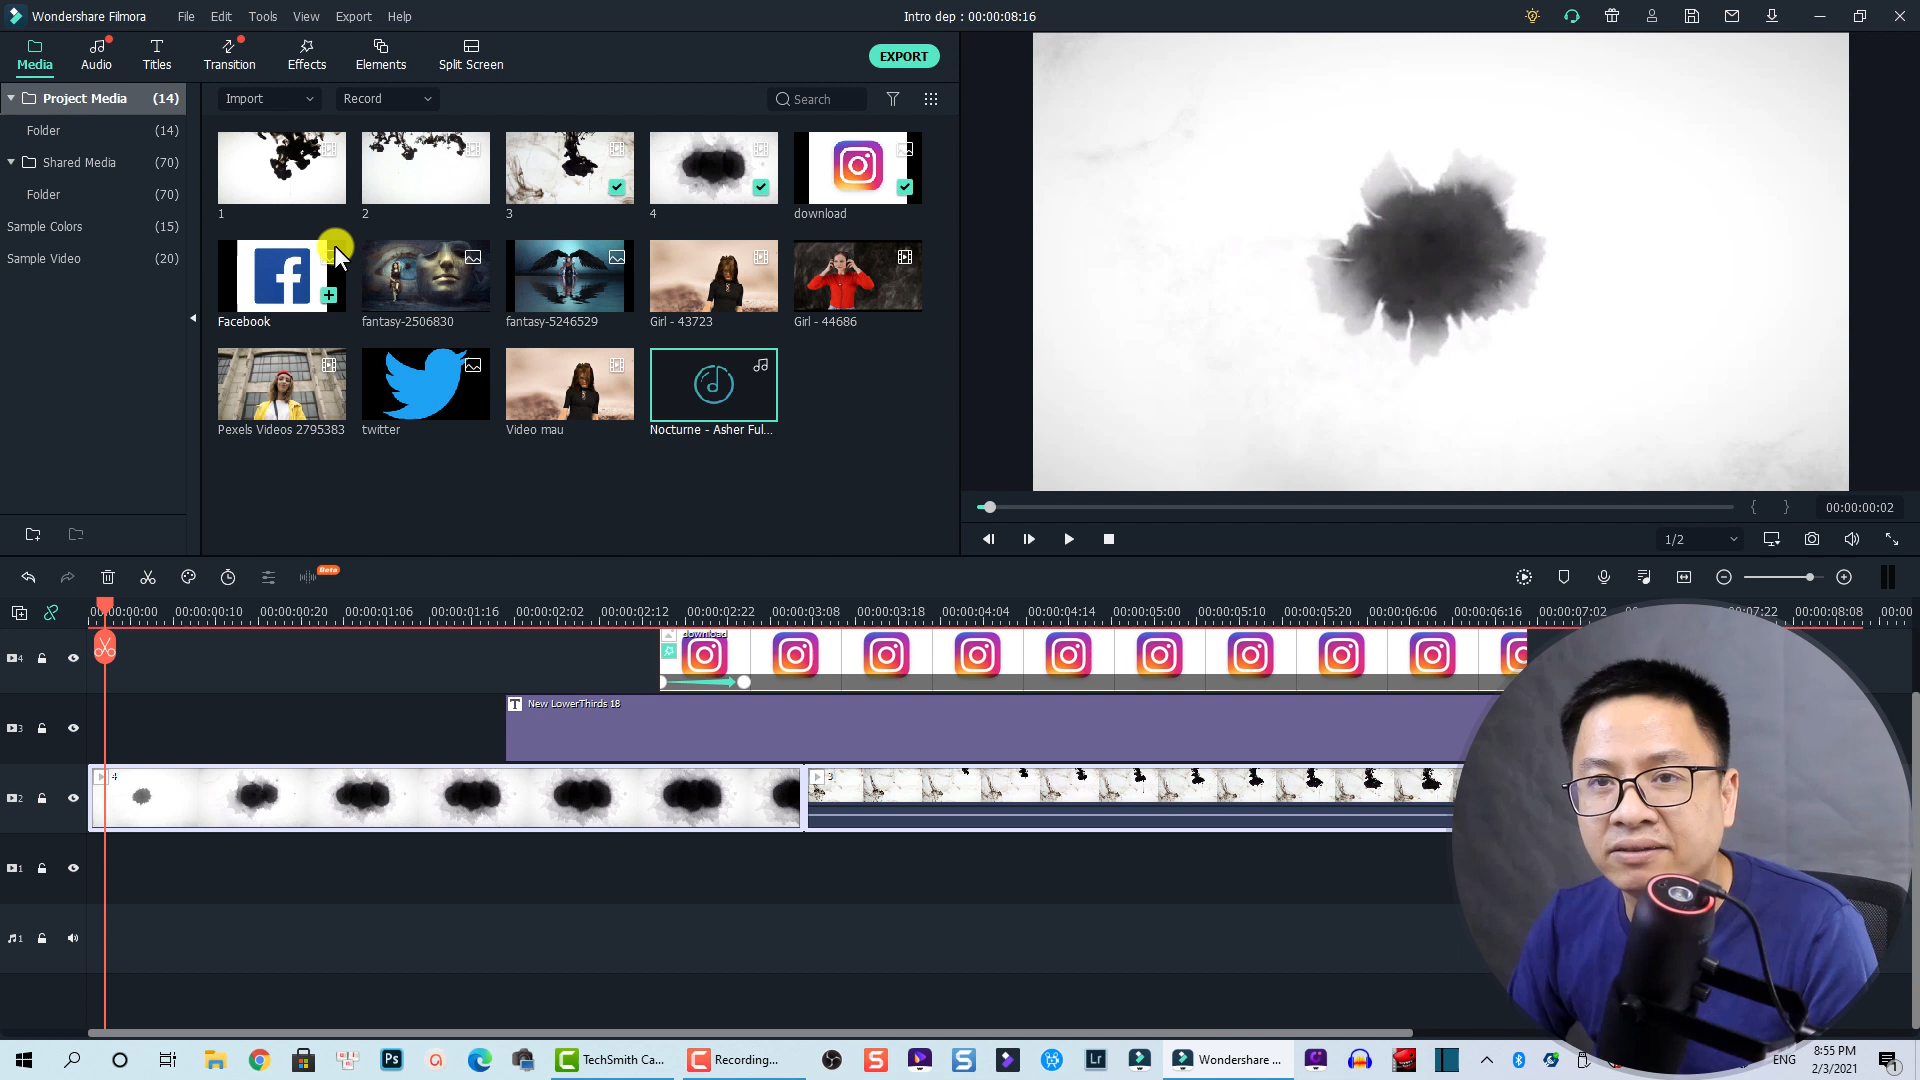 Wondershare Filmora File Edit Tools View Export Help Intro dep : 00:00:08:16
Media Audio Titles Transition Effects Elements Split Screen EXPORT
Project Media (14)
Folder (14)
Shared Media (70)
Folder (70)
Sample Colors (15)
Sample Video (20)
Import Record Search
1 2 3 4 download
Facebook fantasy-2506830 fantasy-5246529 Girl - 43723 Girl - 44686
Pexels Videos 2795383 twitter Video mau Nocturne - Asher Ful...
00:00:00:02
1/2
Beta
00:00:00:00 00:00:00:10 00:00:00:20 00:00:01:06 00:00:01:16 00:00:02:02 00:00:02:12 00:00:02:22 00:00:03:08 00:00:03:18 00:00:04:04 00:00:04:14 00:00:05:00 00:00:05:10 00:00:05:20 00:00:06:06 00:00:06:16 00:00:07:02 00:00:08:08
4 download
3 New LowerThirds 18
2 4 3
1
1
Ps TechSmith Ca... Recording... S S Lr Wondershare ... ENG 8:55 PM
2/3/2021
1